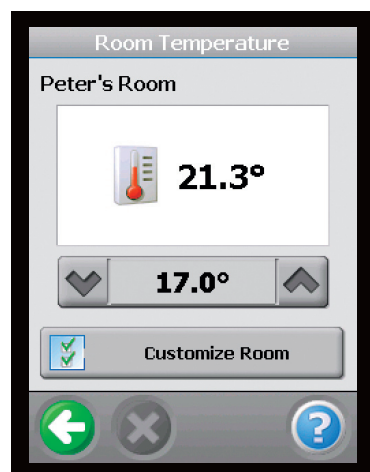 Room Temperature
Peter's Room
21.3°
17.0°
Customize Room
?